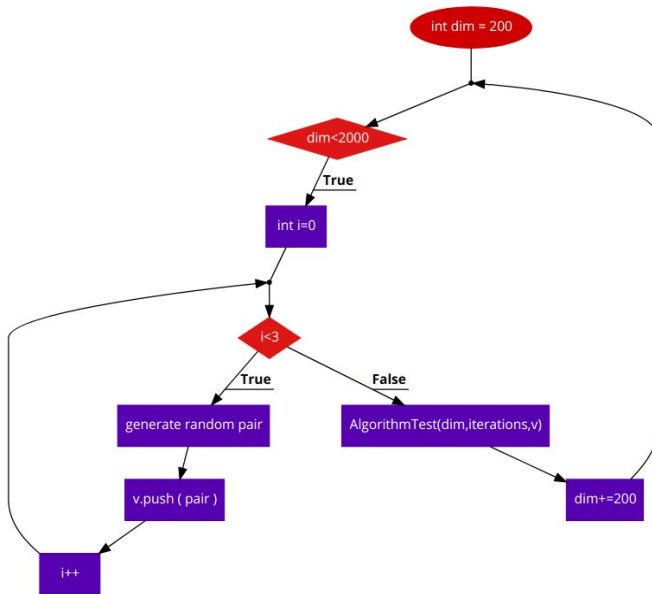 int dim = 200
dim<2000
True
int i=0
i<3
True
False
generate random pair
AlgorithmTest(dim,iterations,v)
v.push ( pair )
dim+=200
i++